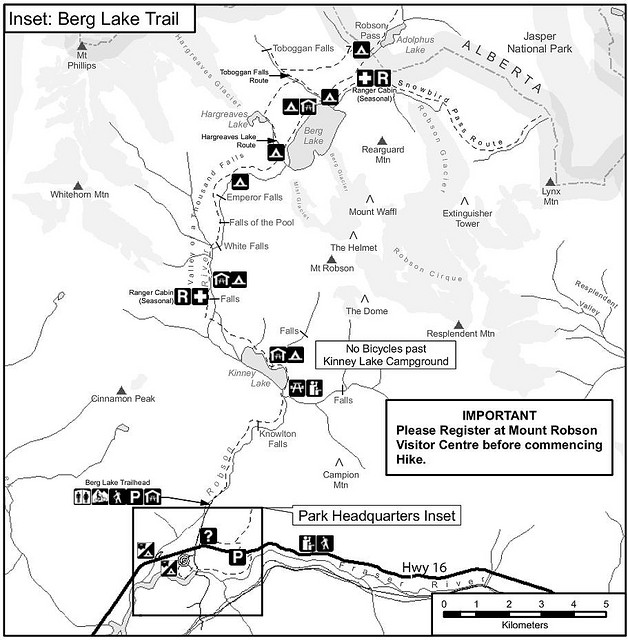 Inset: Berg Lake Trail
Mt
Phillips
Toboggan Falls
Robson
Pass
7
Adolphus
Lake
ALBERTA
Jasper
National Park
Toboggan Falls
Route
R
Ranger Cabin
(Seasonal)
Snowbird Pass Route
Hargreaves Glacier
Hargreaves
Lake
Hargreaves Lake
Route
Berg
Lake
Rearguard
Mtn
Robson Glacier
Lynx
Mtn
Whitehorn Mtn
Valley of a Thousand Falls
Emperor Falls
Mist Glacier
Berg Glacier
Mount Waffl
Extinguisher
Tower
Falls of the Pool
White Falls
The Helmet
Mt Robson
Robson Cirque
River
Ranger Cabin
(Seasonal)
R
Falls
The Dome
Resplendent
Valley
Resplendent Mtn
Falls
No Bicycles past
Kinney Lake Campground
Kinney
Lake
Cinnamon Peak
Falls
IMPORTANT
Please Register at Mount Robson
Visitor Centre before commencing
Hike.
Knowlton
Falls
Campion
Mtn
Robson
Berg Lake Trailhead
P
Park Headquarters Inset
?
P
Hwy 16
Fraser River
0 1 2 3 4 5
Kilometers